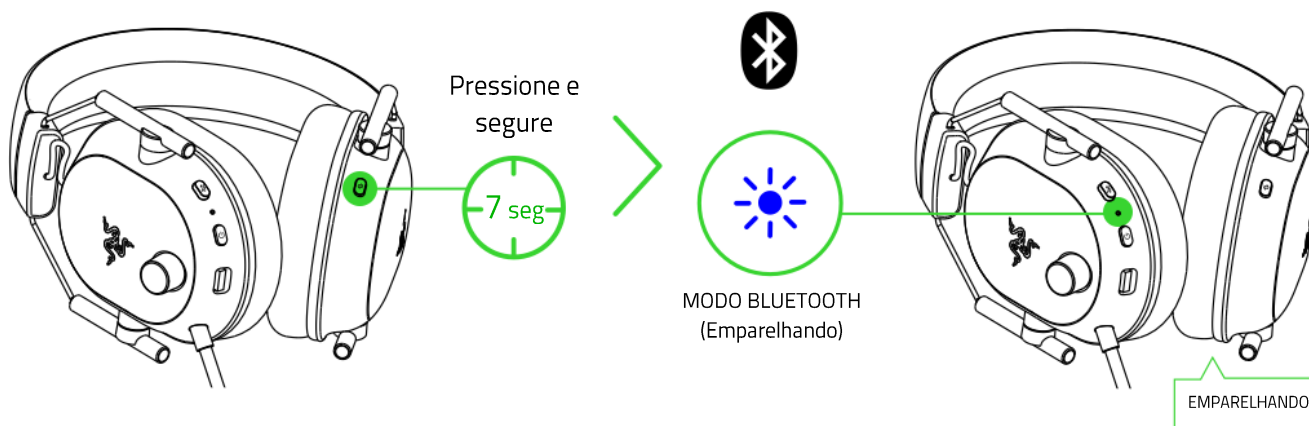 Pressione e
segure
7 seg
MODO BLUETOOTH
(Emparelhando)
EMPARELHANDO